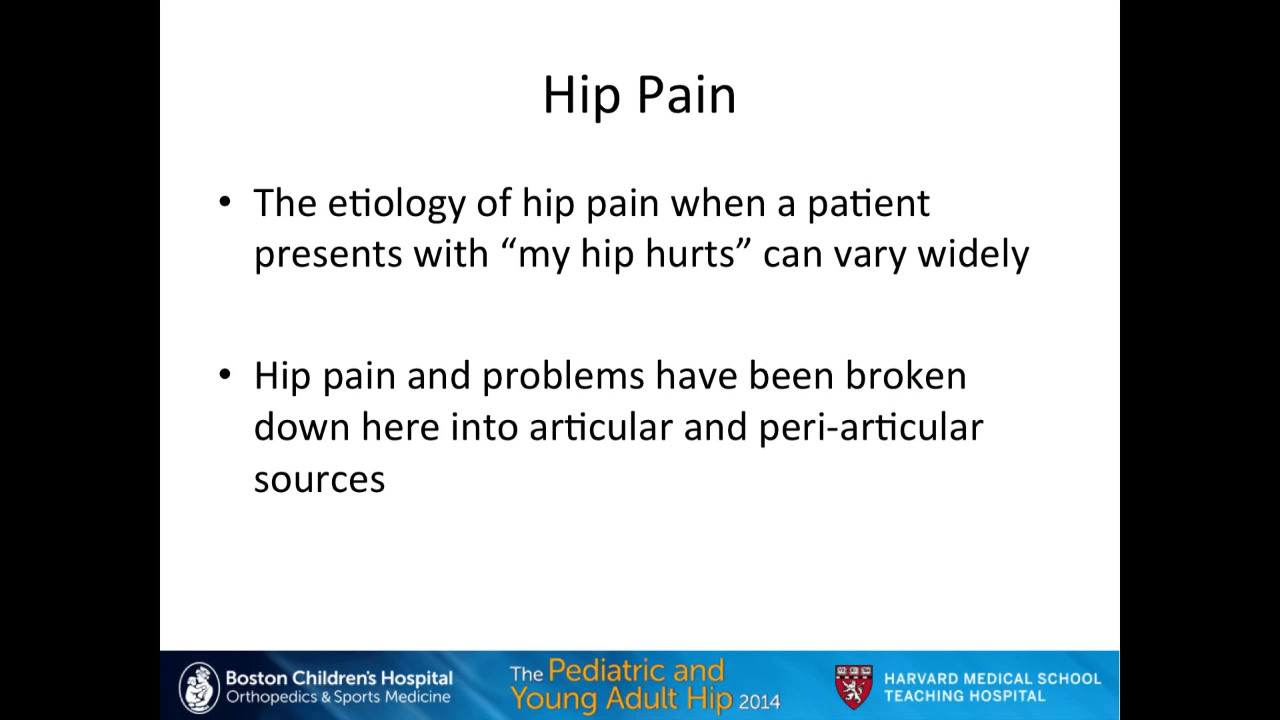 Hip Pain
• The etiology of hip pain when a patient
presents with “my hip hurts” can vary widely
• Hip pain and problems have been broken
down here into articular and peri-articular
sources
Boston Children's Hospital
Orthopedics & Sports Medicine
The Pediatric and
Young Adult Hip 2014
HARVARD MEDICAL SCHOOL
TEACHING HOSPITAL